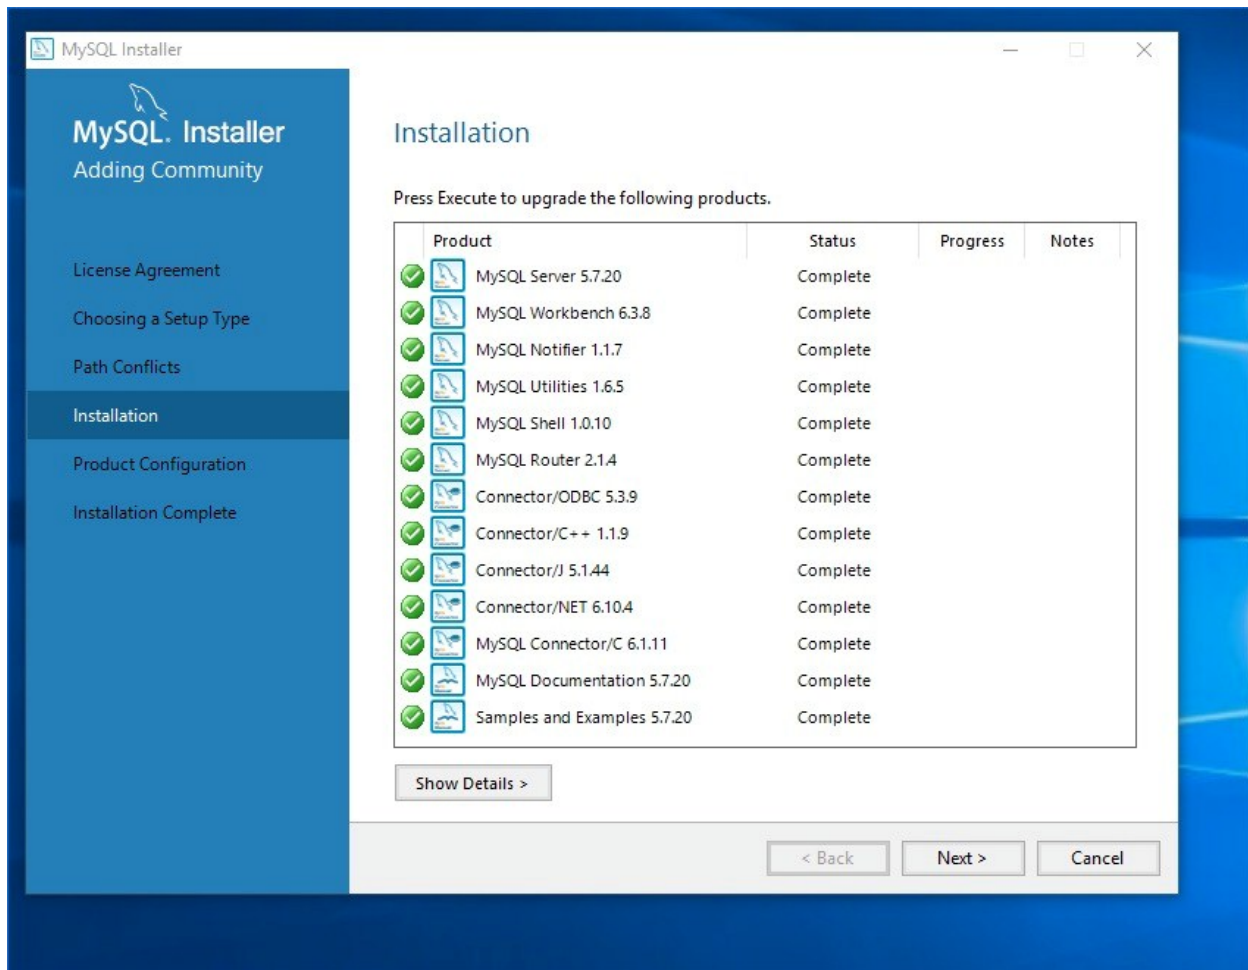 MySQL Installer
MySQL. Installer
Adding Community
License Agreement
Choosing a Setup Type
Path Conflicts
Installation
Product Configuration
Installation Complete
Installation
Press Execute to upgrade the following products.
Product Status Progress Notes
MySQL Server 5.7.20 Complete
MySQL Workbench 6.3.8 Complete
MySQL Notifier 1.1.7 Complete
MySQL Utilities 1.6.5 Complete
MySQL Shell 1.0.10 Complete
MySQL Router 2.1.4 Complete
Connector/ODBC 5.3.9 Complete
Connector/C++ 1.1.9 Complete
Connector/J 5.1.44 Complete
Connector/NET 6.10.4 Complete
MySQL Connector/C 6.1.11 Complete
MySQL Documentation 5.7.20 Complete
Samples and Examples 5.7.20 Complete
Show Details >
< Back Next > Cancel